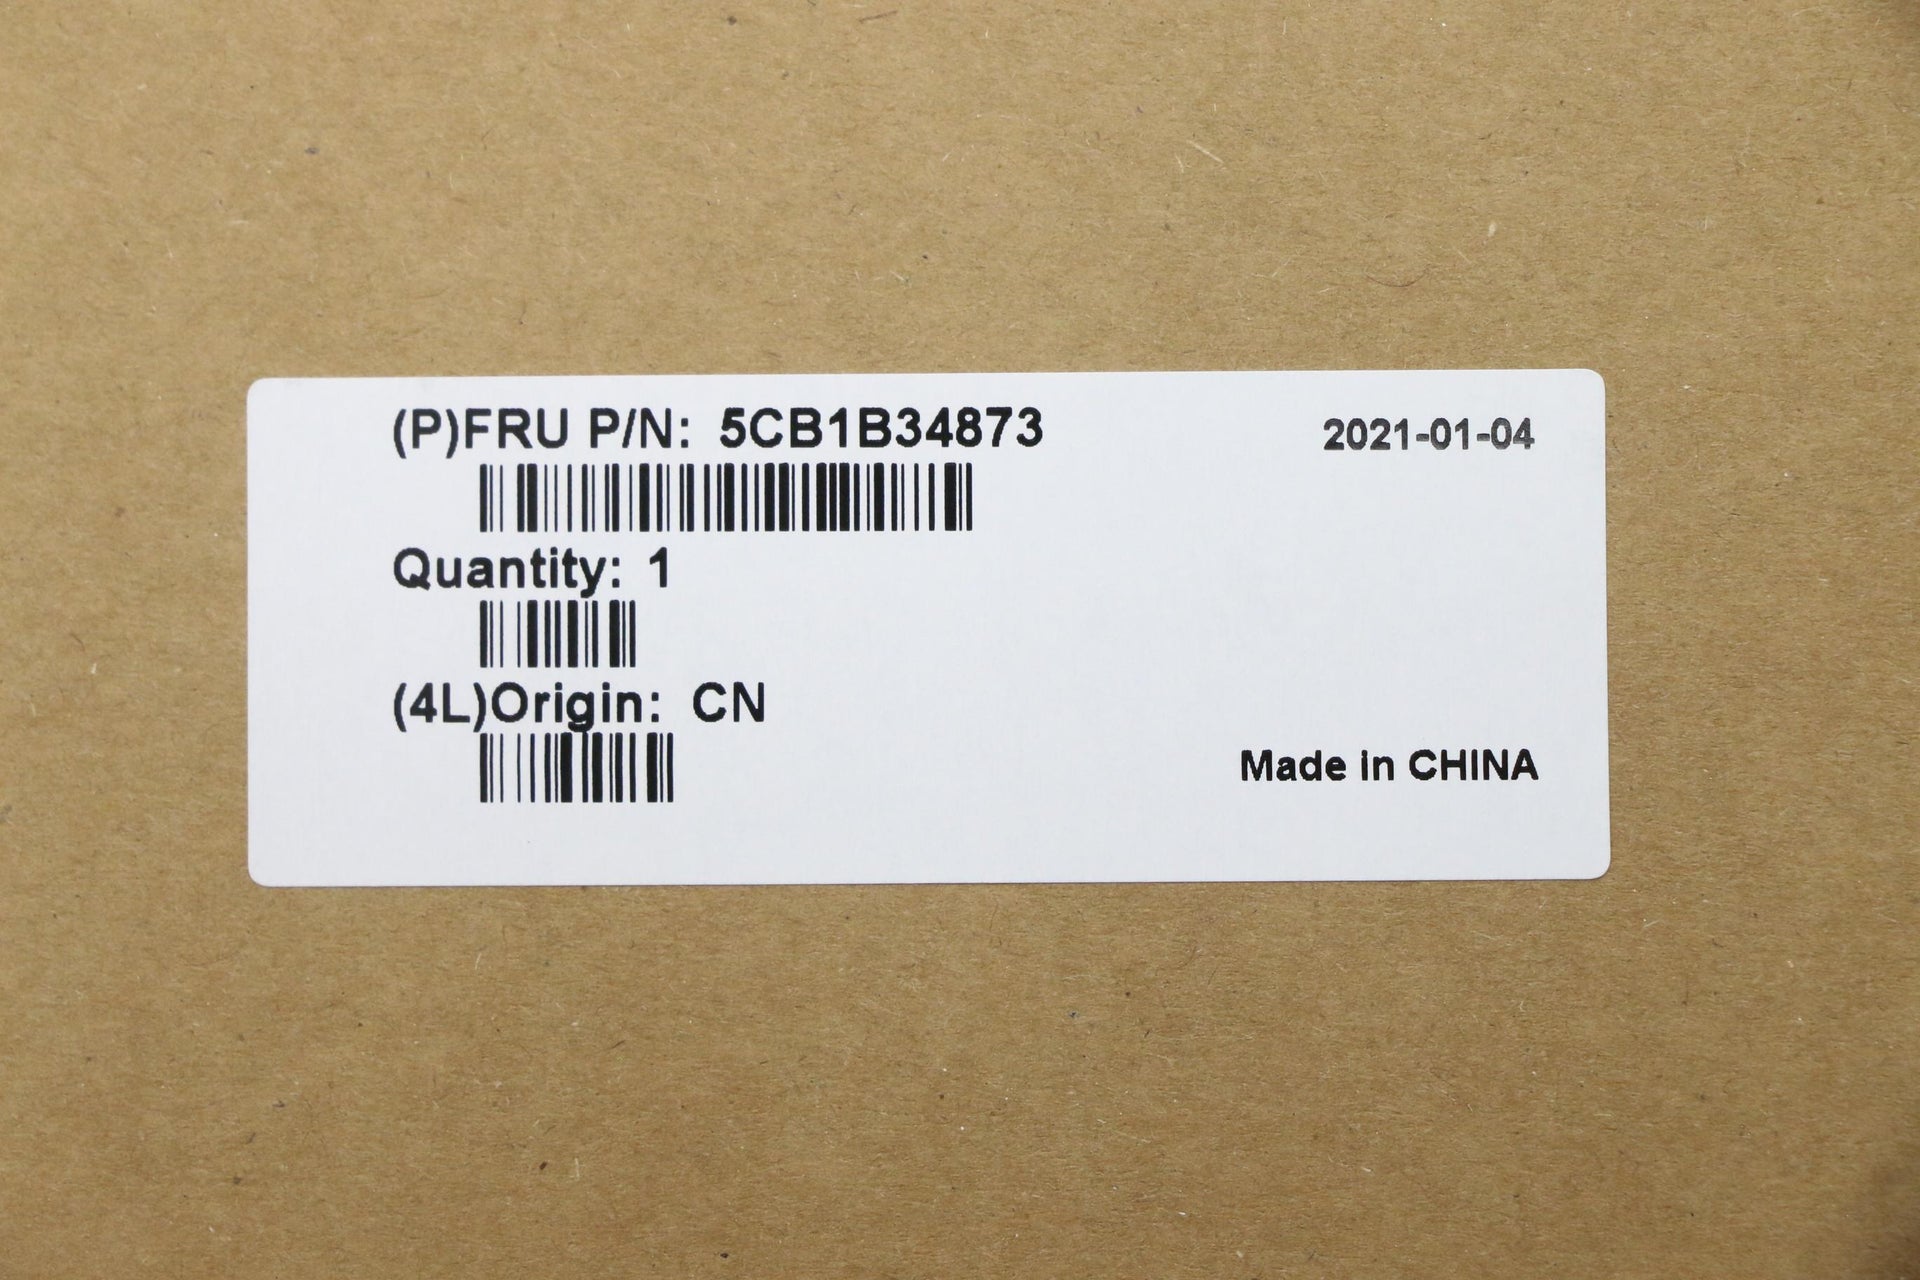 (P)FRU P/N: 5CB1B34873
2021-01-04
Quantity: 1
(4L)Origin: CN
Made in CHINA